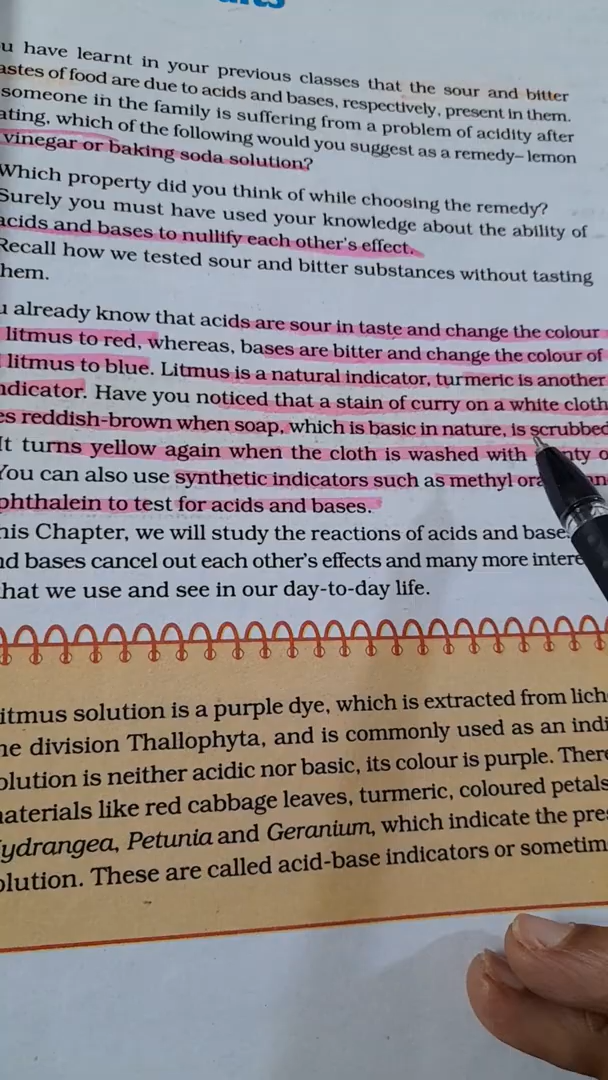 u have learnt in your previous classes that the sour and bitter
astes of food are due to acids and bases, respectively, present in them.
someone in the family is suffering from a problem of acidity after
ating, which of the following would you suggest as a remedy– lemon
vinegar or baking soda solution?
Which property did you think of while choosing the remedy?
Surely you must have used your knowledge about the ability of
acids and bases to nullify each other's effect.
Recall how we tested sour and bitter substances without tasting
hem.
u already know that acids are sour in taste and change the colour
litmus to red, whereas, bases are bitter and change the colour of
litmus to blue. Litmus is a natural indicator, turmeric is another
ndicator. Have you noticed that a stain of curry on a white cloth
es reddish-brown when soap, which is basic in nature, is scrubbed
It turns yellow again when the cloth is washed with nty o
You can also use synthetic indicators such as methyl ora an
phthalein to test for acids and bases.
his Chapter, we will study the reactions of acids and base
nd bases cancel out each other's effects and many more intere
hat we use and see in our day-to-day life.
itmus solution is a purple dye, which is extracted from lich
he division Thallophyta, and is commonly used as an indi
olution is neither acidic nor basic, its colour is purple. There
aterials like red cabbage leaves, turmeric, coloured petals
ydrangea, Petunia and Geranium, which indicate the pre
olution. These are called acid-base indicators or sometim